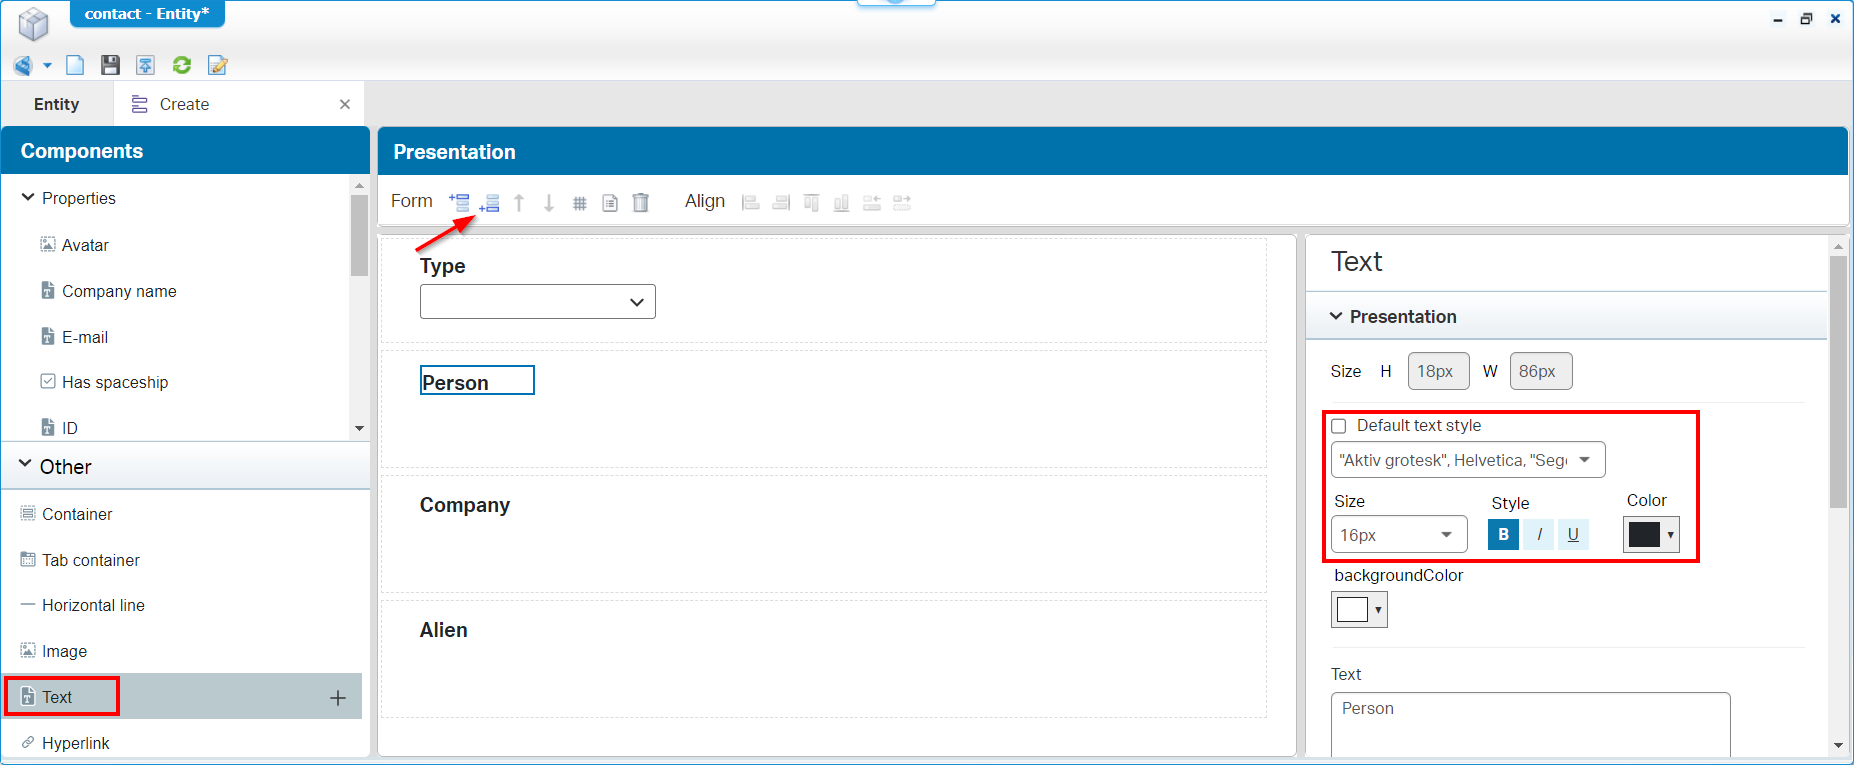 contact - Entity*
Entity
Create
Components
Properties
Avatar
Company name
E-mail
Has spaceship
ID
Other
Container
Tab container
Horizontal line
Image
Text
Hyperlink
Presentation
Form
Align
Type
Person
Company
Alien
Text
Presentation
Size H 18px W 86px
Default text style
"Aktiv grotesk", Helvetica, "Seg
Size Style Color
16px B I U
backgroundColor
Text
Person